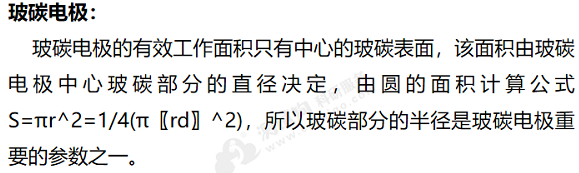 玻碳电极：
玻碳电极的有效工作面积只有中心的玻碳表面，该面积由玻碳
电极中心玻碳部分的直径决定，由圆的面积计算公式
S=πr^2=1/4(π〖rd〗^2)，所以玻碳部分的半径是玻碳电极重
要的参数之一。